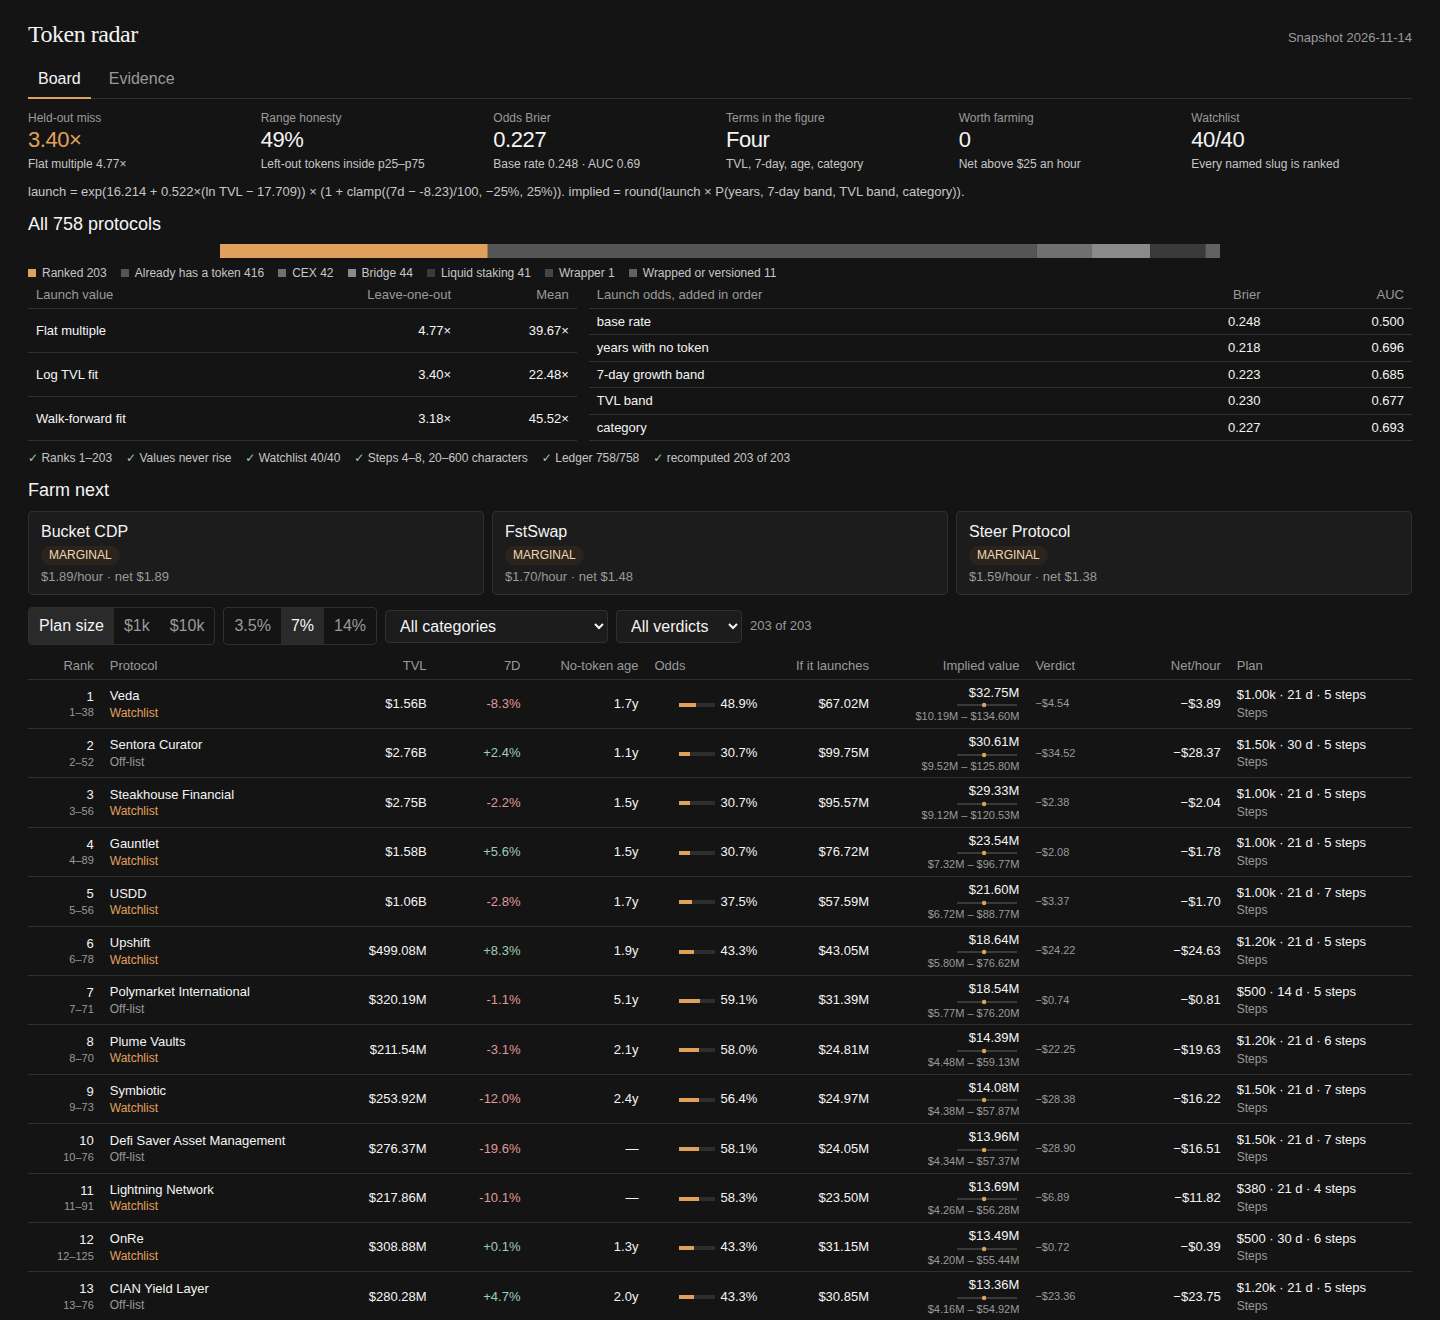 Token radar
Snapshot 2026-11-14
Board Evidence
Held-out miss Range honesty Odds Brier Terms in the figure Worth farming Watchlist
3.40× 49% 0.227 Four 0 40/40
Flat multiple 4.77× Left-out tokens inside p25–p75 Base rate 0.248 · AUC 0.69 TVL, 7-day, age, category Net above $25 an hour Every named slug is ranked
launch = exp(16.214 + 0.522×(ln TVL − 17.709)) × (1 + clamp((7d − -8.23)/100, −25%, 25%)). implied = round(launch × P(years, 7-day band, TVL band, category)).
All 758 protocols
Ranked 203 Already has a token 416 CEX 42 Bridge 44 Liquid staking 41 Wrapper 1 Wrapped or versioned 11
Launch value Leave-one-out Mean
Flat multiple 4.77× 39.67×
Log TVL fit 3.40× 22.48×
Walk-forward fit 3.18× 45.52×
Launch odds, added in order Brier AUC
base rate 0.248 0.500
years with no token 0.218 0.696
7-day growth band 0.223 0.685
TVL band 0.230 0.677
category 0.227 0.693
✓ Ranks 1–203 ✓ Values never rise ✓ Watchlist 40/40 ✓ Steps 4–8, 20–600 characters ✓ Ledger 758/758 ✓ recomputed 203 of 203
Farm next
Bucket CDP
MARGINAL
$1.89/hour · net $1.89
FstSwap
MARGINAL
$1.70/hour · net $1.48
Steer Protocol
MARGINAL
$1.59/hour · net $1.38
Plan size $1k $10k 3.5% 7% 14% All categories All verdicts 203 of 203
Rank Protocol TVL 7D No-token age Odds If it launches Implied value Verdict Net/hour Plan
1 Veda $1.56B -8.3% 1.7y 48.9% $67.02M $32.75M −$4.54 −$3.89 $1.00k · 21 d · 5 steps
1–38 Watchlist $10.19M – $134.60M Steps
2 Sentora Curator $2.76B +2.4% 1.1y 30.7% $99.75M $30.61M −$34.52 −$28.37 $1.50k · 30 d · 5 steps
2–52 Off-list $9.52M – $125.80M Steps
3 Steakhouse Financial $2.75B -2.2% 1.5y 30.7% $95.57M $29.33M −$2.38 −$2.04 $1.00k · 21 d · 5 steps
3–56 Watchlist $9.12M – $120.53M Steps
4 Gauntlet $1.58B +5.6% 1.5y 30.7% $76.72M $23.54M −$2.08 −$1.78 $1.00k · 21 d · 5 steps
4–89 Watchlist $7.32M – $96.77M Steps
5 USDD $1.06B -2.8% 1.7y 37.5% $57.59M $21.60M −$3.37 −$1.70 $1.00k · 21 d · 7 steps
5–56 Watchlist $6.72M – $88.77M Steps
6 Upshift $499.08M +8.3% 1.9y 43.3% $43.05M $18.64M −$24.22 −$24.63 $1.20k · 21 d · 5 steps
6–78 Watchlist $5.80M – $76.62M Steps
7 Polymarket International $320.19M -1.1% 5.1y 59.1% $31.39M $18.54M −$0.74 −$0.81 $500 · 14 d · 5 steps
7–71 Off-list $5.77M – $76.20M Steps
8 Plume Vaults $211.54M -3.1% 2.1y 58.0% $24.81M $14.39M −$22.25 −$19.63 $1.20k · 21 d · 6 steps
8–70 Watchlist $4.48M – $59.13M Steps
9 Symbiotic $253.92M -12.0% 2.4y 56.4% $24.97M $14.08M −$28.38 −$16.22 $1.50k · 21 d · 7 steps
9–73 Watchlist $4.38M – $57.87M Steps
10 Defi Saver Asset Management $276.37M -19.6% — 58.1% $24.05M $13.96M −$28.90 −$16.51 $1.50k · 21 d · 7 steps
10–76 Off-list $4.34M – $57.37M Steps
11 Lightning Network $217.86M -10.1% — 58.3% $23.50M $13.69M −$6.89 −$11.82 $380 · 21 d · 4 steps
11–91 Watchlist $4.26M – $56.28M Steps
12 OnRe $308.88M +0.1% 1.3y 43.3% $31.15M $13.49M −$0.72 −$0.39 $500 · 30 d · 6 steps
12–125 Watchlist $4.20M – $55.44M Steps
13 CIAN Yield Layer $280.28M +4.7% 2.0y 43.3% $30.85M $13.36M −$23.36 −$23.75 $1.20k · 21 d · 5 steps
13–76 Off-list $4.16M – $54.92M Steps